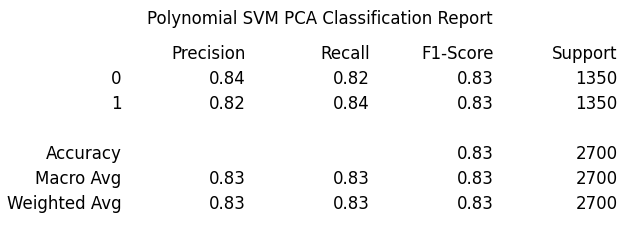 Polynomial SVM PCA Classification Report
Precision Recall F1-Score Support
0 0.84 0.82 0.83 1350
1 0.82 0.84 0.83 1350
Accuracy 0.83 2700
Macro Avg 0.83 0.83 0.83 2700
Weighted Avg 0.83 0.83 0.83 2700